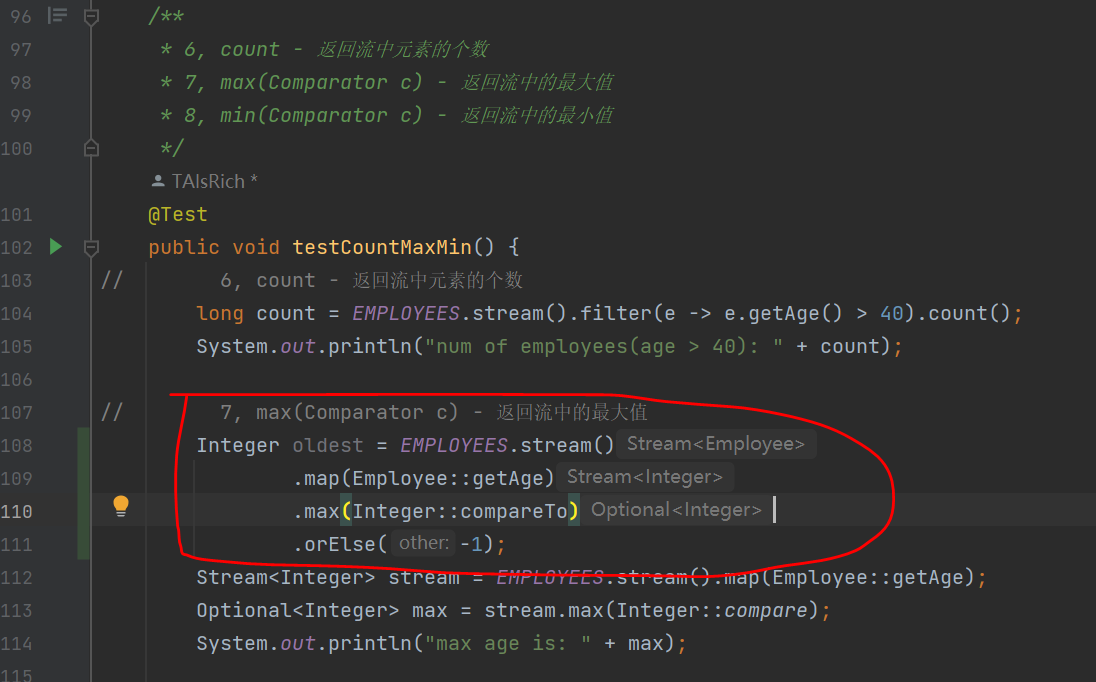 96 /**
97 * 6, count - 返回流中元素的个数
98 * 7, max(Comparator c) - 返回流中的最大值
99 * 8, min(Comparator c) - 返回流中的最小值
100 */
TAIsRich *
101 @Test
102 public void testCountMaxMin() {
103 // 6, count - 返回流中元素的个数
104 long count = EMPLOYEES.stream().filter(e -> e.getAge() > 40).count();
105 System.out.println("num of employees(age > 40): " + count);
106
107 // 7, max(Comparator c) - 返回流中的最大值
108 Integer oldest = EMPLOYEES.stream() Stream<Employee>
109 .map(Employee::getAge) Stream<Integer>
110 .max(Integer::compareTo) Optional<Integer>
111 .orElse( other: -1);
112 Stream<Integer> stream = EMPLOYEES.stream().map(Employee::getAge);
113 Optional<Integer> max = stream.max(Integer::compare);
114 System.out.println("max age is: " + max);
115